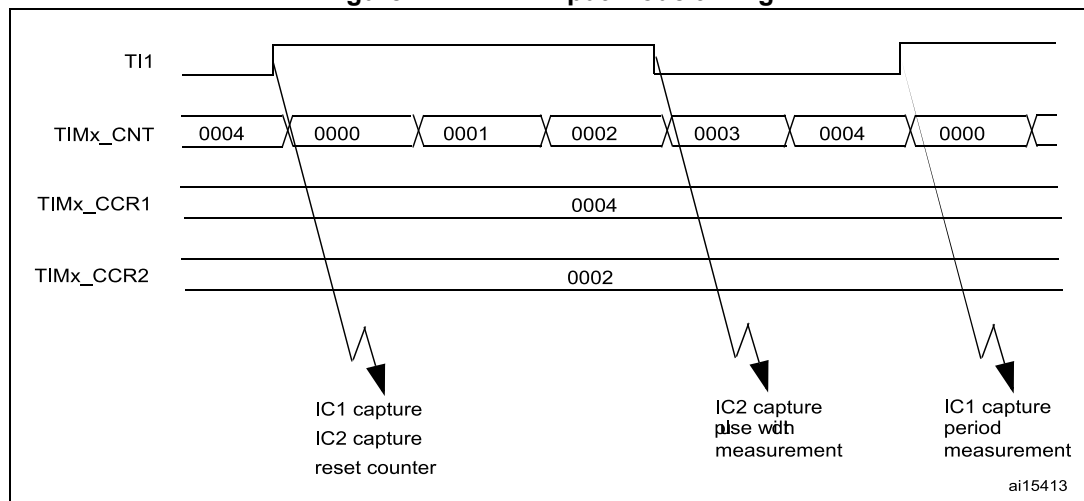 TI1
TIMx_CNT 0004 0000 0001 0002 0003 0004 0000
TIMx_CCR1 0004
TIMx_CCR2 0002
IC1 capture
IC2 capture
reset counter
IC2 capture
measurement
IC1 capture
period
measurement
ai15413